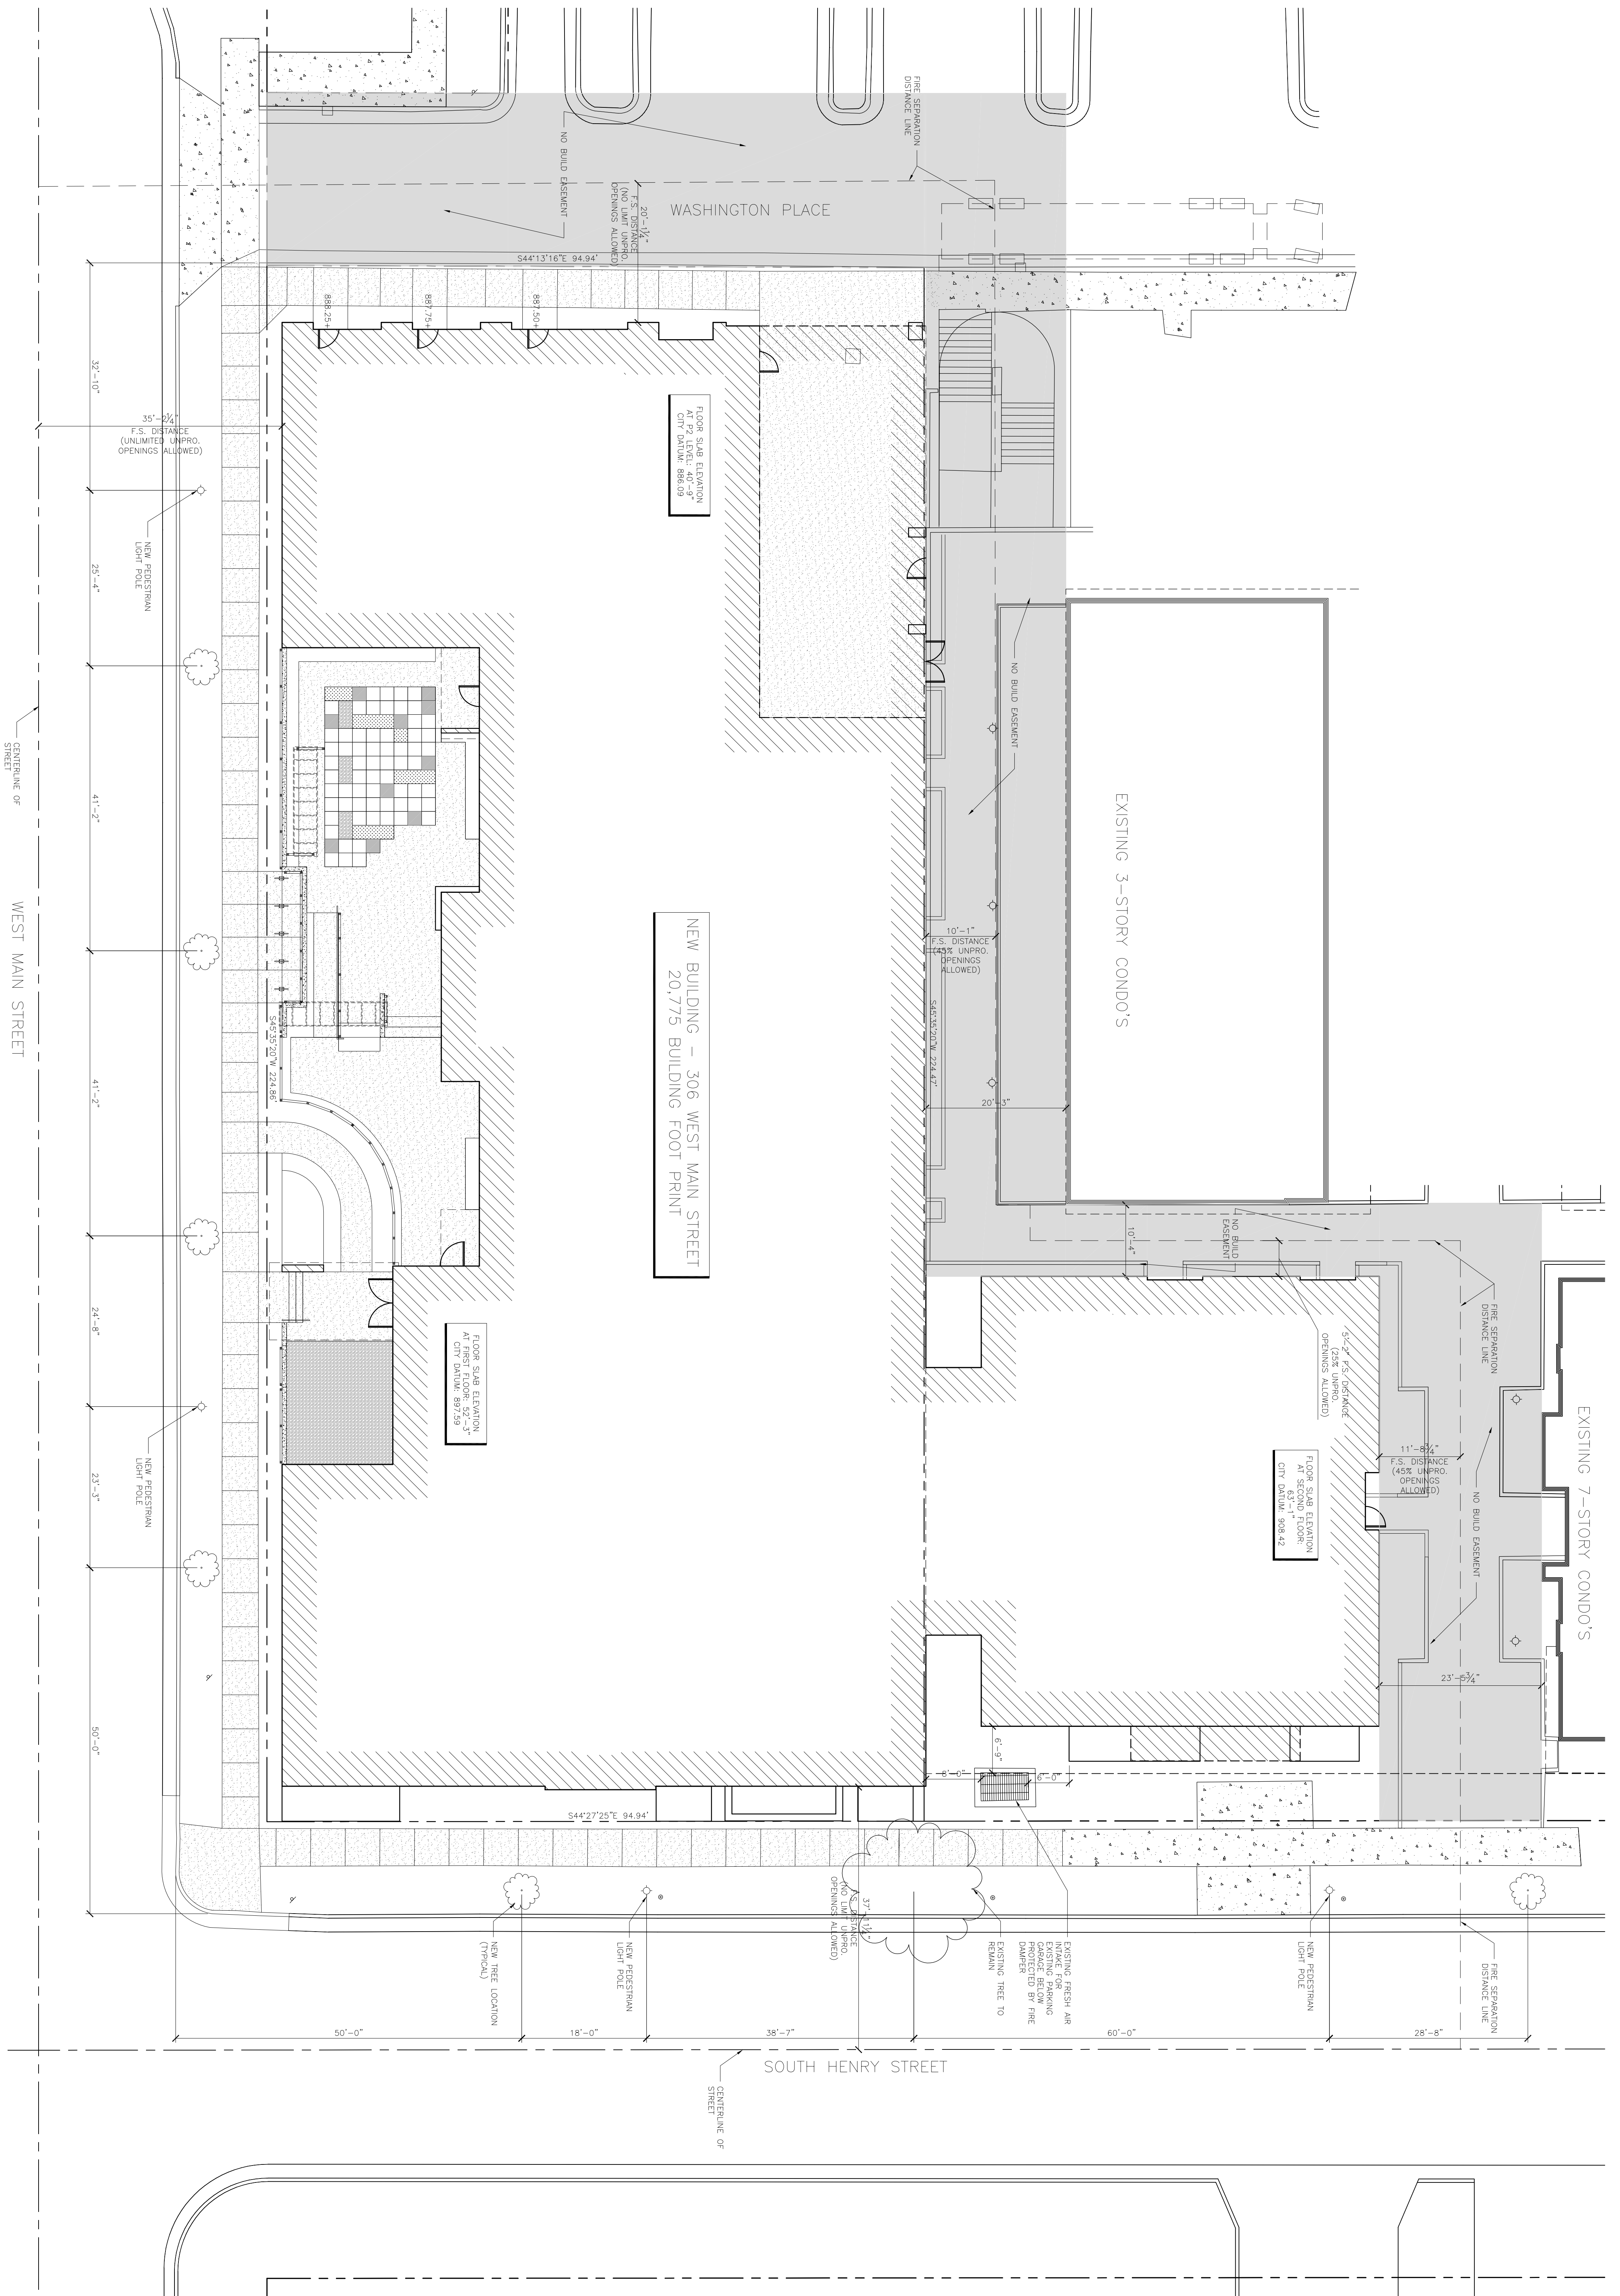 FIRE SEPARATION
DISTANCE LINE
NO BUILD EASEMENT
WASHINGTON PLACE
20'-1¼"
F.S. DISTANCE
(NO LIMIT UNPRO.
OPENINGS ALLOWED)
S44°13'16"E 94.94'
888.25+
887.75+
887.50+
32'-10"
35'-2¾"
F.S. DISTANCE
(UNLIMITED UNPRO.
OPENINGS ALLOWED)
FLOOR SLAB ELEVATION
AT P2 LEVEL: 40'-9"
CITY DATUM: 886.09
NEW PEDESTRIAN
LIGHT POLE
25'-4"
NO BUILD EASEMENT
CENTERLINE OF
STREET
41'-2"
EXISTING 3-STORY CONDO'S
WEST MAIN STREET
NEW BUILDING - 306 WEST MAIN STREET
20,775 BUILDING FOOT PRINT
10'-1"
F.S. DISTANCE
(45% UNPRO.
OPENINGS
ALLOWED)
S45°35'20"W 224.47'
S45°35'20"W 224.86'
41'-2"
20'-3"
10'-4"
NO BUILD
EASEMENT
24'-8"
FLOOR SLAB ELEVATION
AT FIRST FLOOR: 52'-3"
CITY DATUM: 897.59
5'-2" F.S. DISTANCE
(25% UNPRO.
OPENINGS ALLOWED)
FIRE SEPARATION
DISTANCE LINE
EXISTING 7-STORY CONDO'S
11'-8¾"
F.S. DISTANCE
(45% UNPRO.
OPENINGS
ALLOWED)
FLOOR SLAB ELEVATION
AT SECOND FLOOR:
63'-1"
CITY DATUM: 908.42
NO BUILD EASEMENT
NEW PEDESTRIAN
LIGHT POLE
23'-3"
23'-5¾"
50'-0"
6'-9"
8'-0"
6'-0"
S44°27'25"E 94.94'
37'-11¼"
F.S. DISTANCE
(NO LIMIT UNPRO.
OPENINGS ALLOWED)
NEW TREE LOCATION
(TYPICAL)
NEW PEDESTRIAN
LIGHT POLE
EXISTING TREE TO
REMAIN
EXISTING FRESH AIR
INTAKE FOR
EXISTING PARKING
GARAGE BELOW
PROTECTED BY FIRE
DAMPER
NEW PEDESTRIAN
LIGHT POLE
FIRE SEPARATION
DISTANCE LINE
50'-0"
18'-0"
38'-7"
60'-0"
28'-8"
SOUTH HENRY STREET
CENTERLINE OF
STREET